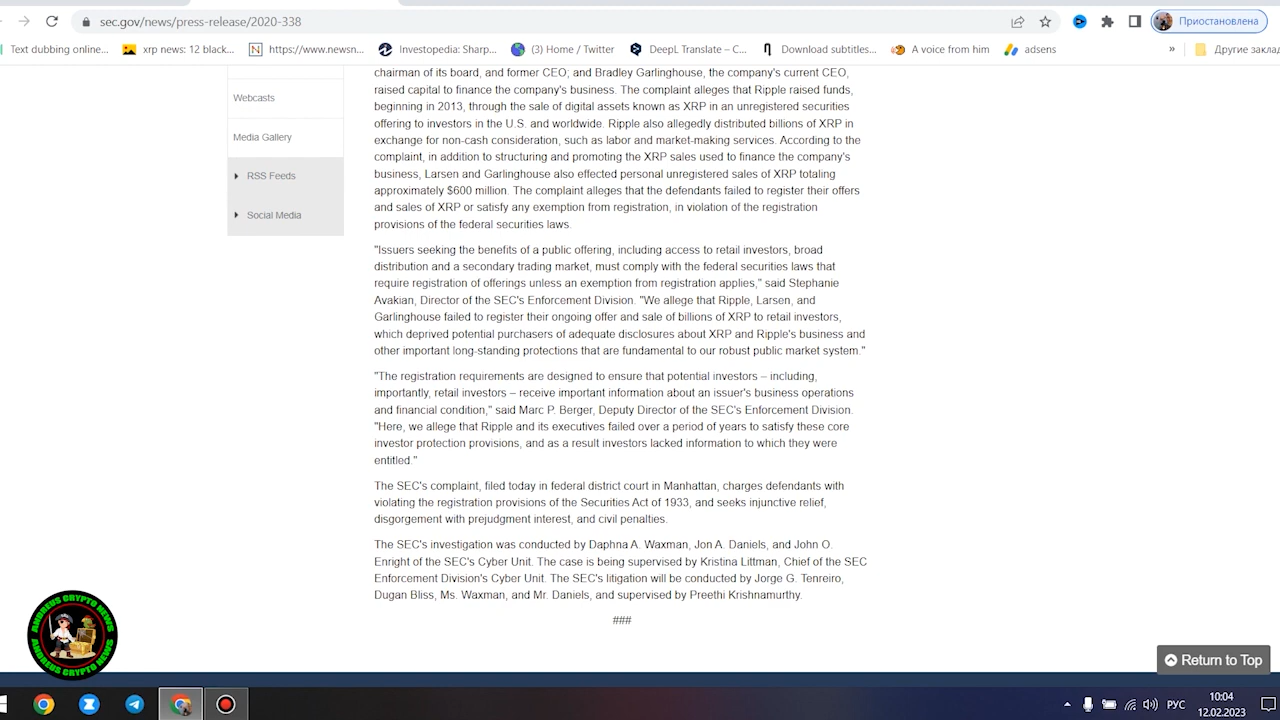 sec.gov/news/press-release/2020-338
Приостановлена
Text dubbing online...
xrp news: 12 black...
https://www.newsn...
Investopedia: Sharp...
(3) Home / Twitter
DeepL Translate – C...
Download subtitles...
A voice from him
adsens
»
Другие заклад
chairman of its board, and former CEO; and Bradley Garlinghouse, the company's current CEO,
raised capital to finance the company's business. The complaint alleges that Ripple raised funds,
beginning in 2013, through the sale of digital assets known as XRP in an unregistered securities
offering to investors in the U.S. and worldwide. Ripple also allegedly distributed billions of XRP in
exchange for non-cash consideration, such as labor and market-making services. According to the
complaint, in addition to structuring and promoting the XRP sales used to finance the company's
business, Larsen and Garlinghouse also effected personal unregistered sales of XRP totaling
approximately $600 million. The complaint alleges that the defendants failed to register their offers
and sales of XRP or satisfy any exemption from registration, in violation of the registration
provisions of the federal securities laws.
Webcasts
Media Gallery
RSS Feeds
Social Media
"Issuers seeking the benefits of a public offering, including access to retail investors, broad
distribution and a secondary trading market, must comply with the federal securities laws that
require registration of offerings unless an exemption from registration applies," said Stephanie
Avakian, Director of the SEC's Enforcement Division. "We allege that Ripple, Larsen, and
Garlinghouse failed to register their ongoing offer and sale of billions of XRP to retail investors,
which deprived potential purchasers of adequate disclosures about XRP and Ripple's business and
other important long-standing protections that are fundamental to our robust public market system."
"The registration requirements are designed to ensure that potential investors – including,
importantly, retail investors – receive important information about an issuer's business operations
and financial condition," said Marc P. Berger, Deputy Director of the SEC's Enforcement Division.
"Here, we allege that Ripple and its executives failed over a period of years to satisfy these core
investor protection provisions, and as a result investors lacked information to which they were
entitled."
The SEC's complaint, filed today in federal district court in Manhattan, charges defendants with
violating the registration provisions of the Securities Act of 1933, and seeks injunctive relief,
disgorgement with prejudgment interest, and civil penalties.
The SEC's investigation was conducted by Daphna A. Waxman, Jon A. Daniels, and John O.
Enright of the SEC's Cyber Unit. The case is being supervised by Kristina Littman, Chief of the SEC
Enforcement Division's Cyber Unit. The SEC's litigation will be conducted by Jorge G. Tenreiro,
Dugan Bliss, Ms. Waxman, and Mr. Daniels, and supervised by Preethi Krishnamurthy.
###
ANDREUS CRYPTO NEWS
ANDREUS CRYPTO NEWS
Return to Top
РУС
10:04
12.02.2023